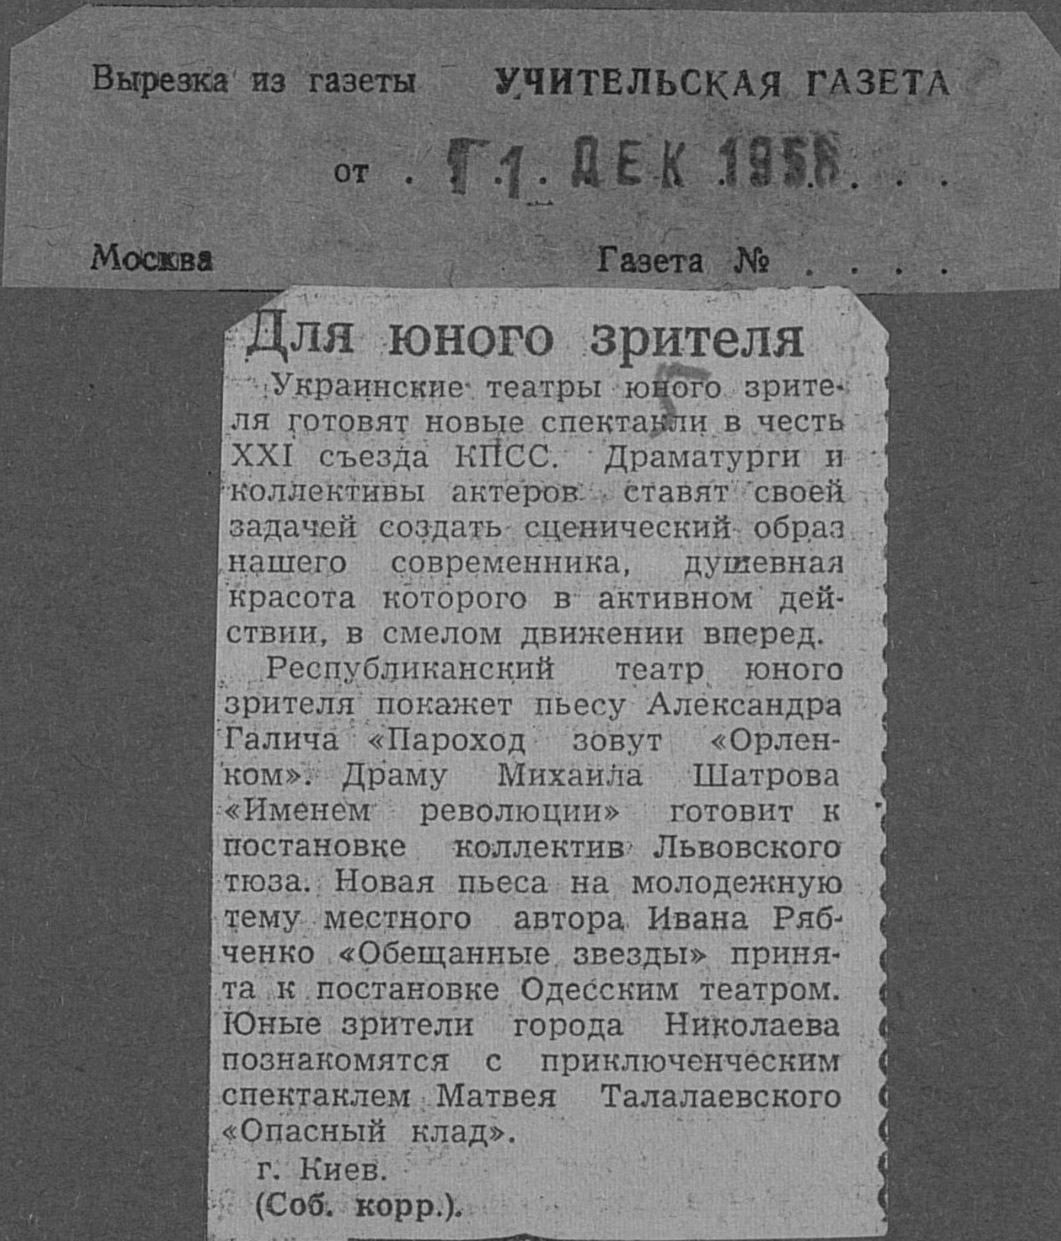 Вырезка из газеты УЧИТЕЛЬСКАЯ ГАЗЕТА
от . 11 ДЕК 1958 . . .
Москва Газета № . . . .
Для юного зрителя
Украинские театры юного зрите-
ля готовят новые спектакли в честь
XXI съезда КПСС. Драматурги и
коллективы актеров ставят своей
задачей создать сценический образ
нашего современника, душевная
красота которого в активном дей-
ствии, в смелом движении вперед.
Республиканский театр юного
зрителя покажет пьесу Александра
Галича «Пароход зовут «Орлен-
ком». Драму Михаила Шатрова
«Именем революции» готовит к
постановке коллектив Львовского
тюза. Новая пьеса на молодежную
тему местного автора Ивана Ряб-
ченко «Обещанные звезды» приня-
та к постановке Одесским театром.
Юные зрители города Николаева
познакомятся с приключенческим
спектаклем Матвея Талалаевского
«Опасный клад».
г. Киев.
(Соб. корр.).